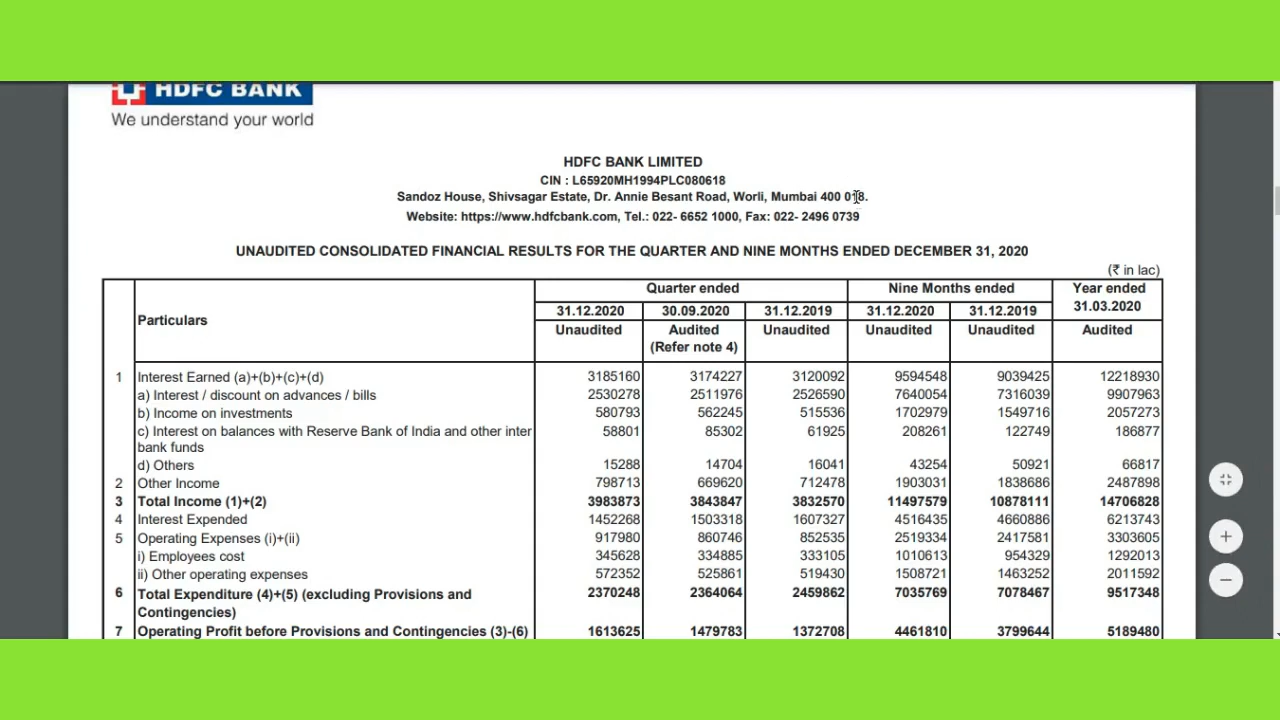 HDFC BANK
We understand your world
HDFC BANK LIMITED
CIN : L65920MH1994PLC080618
Sandoz House, Shivsagar Estate, Dr. Annie Besant Road, Worli, Mumbai 400 018.
Website: https://www.hdfcbank.com, Tel.: 022- 6652 1000, Fax: 022- 2496 0739
UNAUDITED CONSOLIDATED FINANCIAL RESULTS FOR THE QUARTER AND NINE MONTHS ENDED DECEMBER 31, 2020
(₹ in lac)
Particulars Quarter ended Nine Months ended Year ended
31.12.2020 30.09.2020 31.12.2019 31.12.2020 31.12.2019 31.03.2020
Unaudited Audited Unaudited Unaudited Unaudited Audited
(Refer note 4)
1 Interest Earned (a)+(b)+(c)+(d) 3185160 3174227 3120092 9594548 9039425 12218930
a) Interest / discount on advances / bills 2530278 2511976 2526590 7640054 7316039 9907963
b) Income on investments 580793 562245 515536 1702979 1549716 2057273
c) Interest on balances with Reserve Bank of India and other inter 58801 85302 61925 208261 122749 186877
bank funds
d) Others 15288 14704 16041 43254 50921 66817
2 Other Income 798713 669620 712478 1903031 1838686 2487898
3 Total Income (1)+(2) 3983873 3843847 3832570 11497579 10878111 14706828
4 Interest Expended 1452268 1503318 1607327 4516435 4660886 6213743
5 Operating Expenses (i)+(ii) 917980 860746 852535 2519334 2417581 3303605
i) Employees cost 345628 334885 333105 1010613 954329 1292013
ii) Other operating expenses 572352 525861 519430 1508721 1463252 2011592
6 Total Expenditure (4)+(5) (excluding Provisions and 2370248 2364064 2459862 7035769 7078467 9517348
Contingencies)
7 Operating Profit before Provisions and Contingencies (3)-(6) 1613625 1479783 1372708 4461810 3799644 5189480